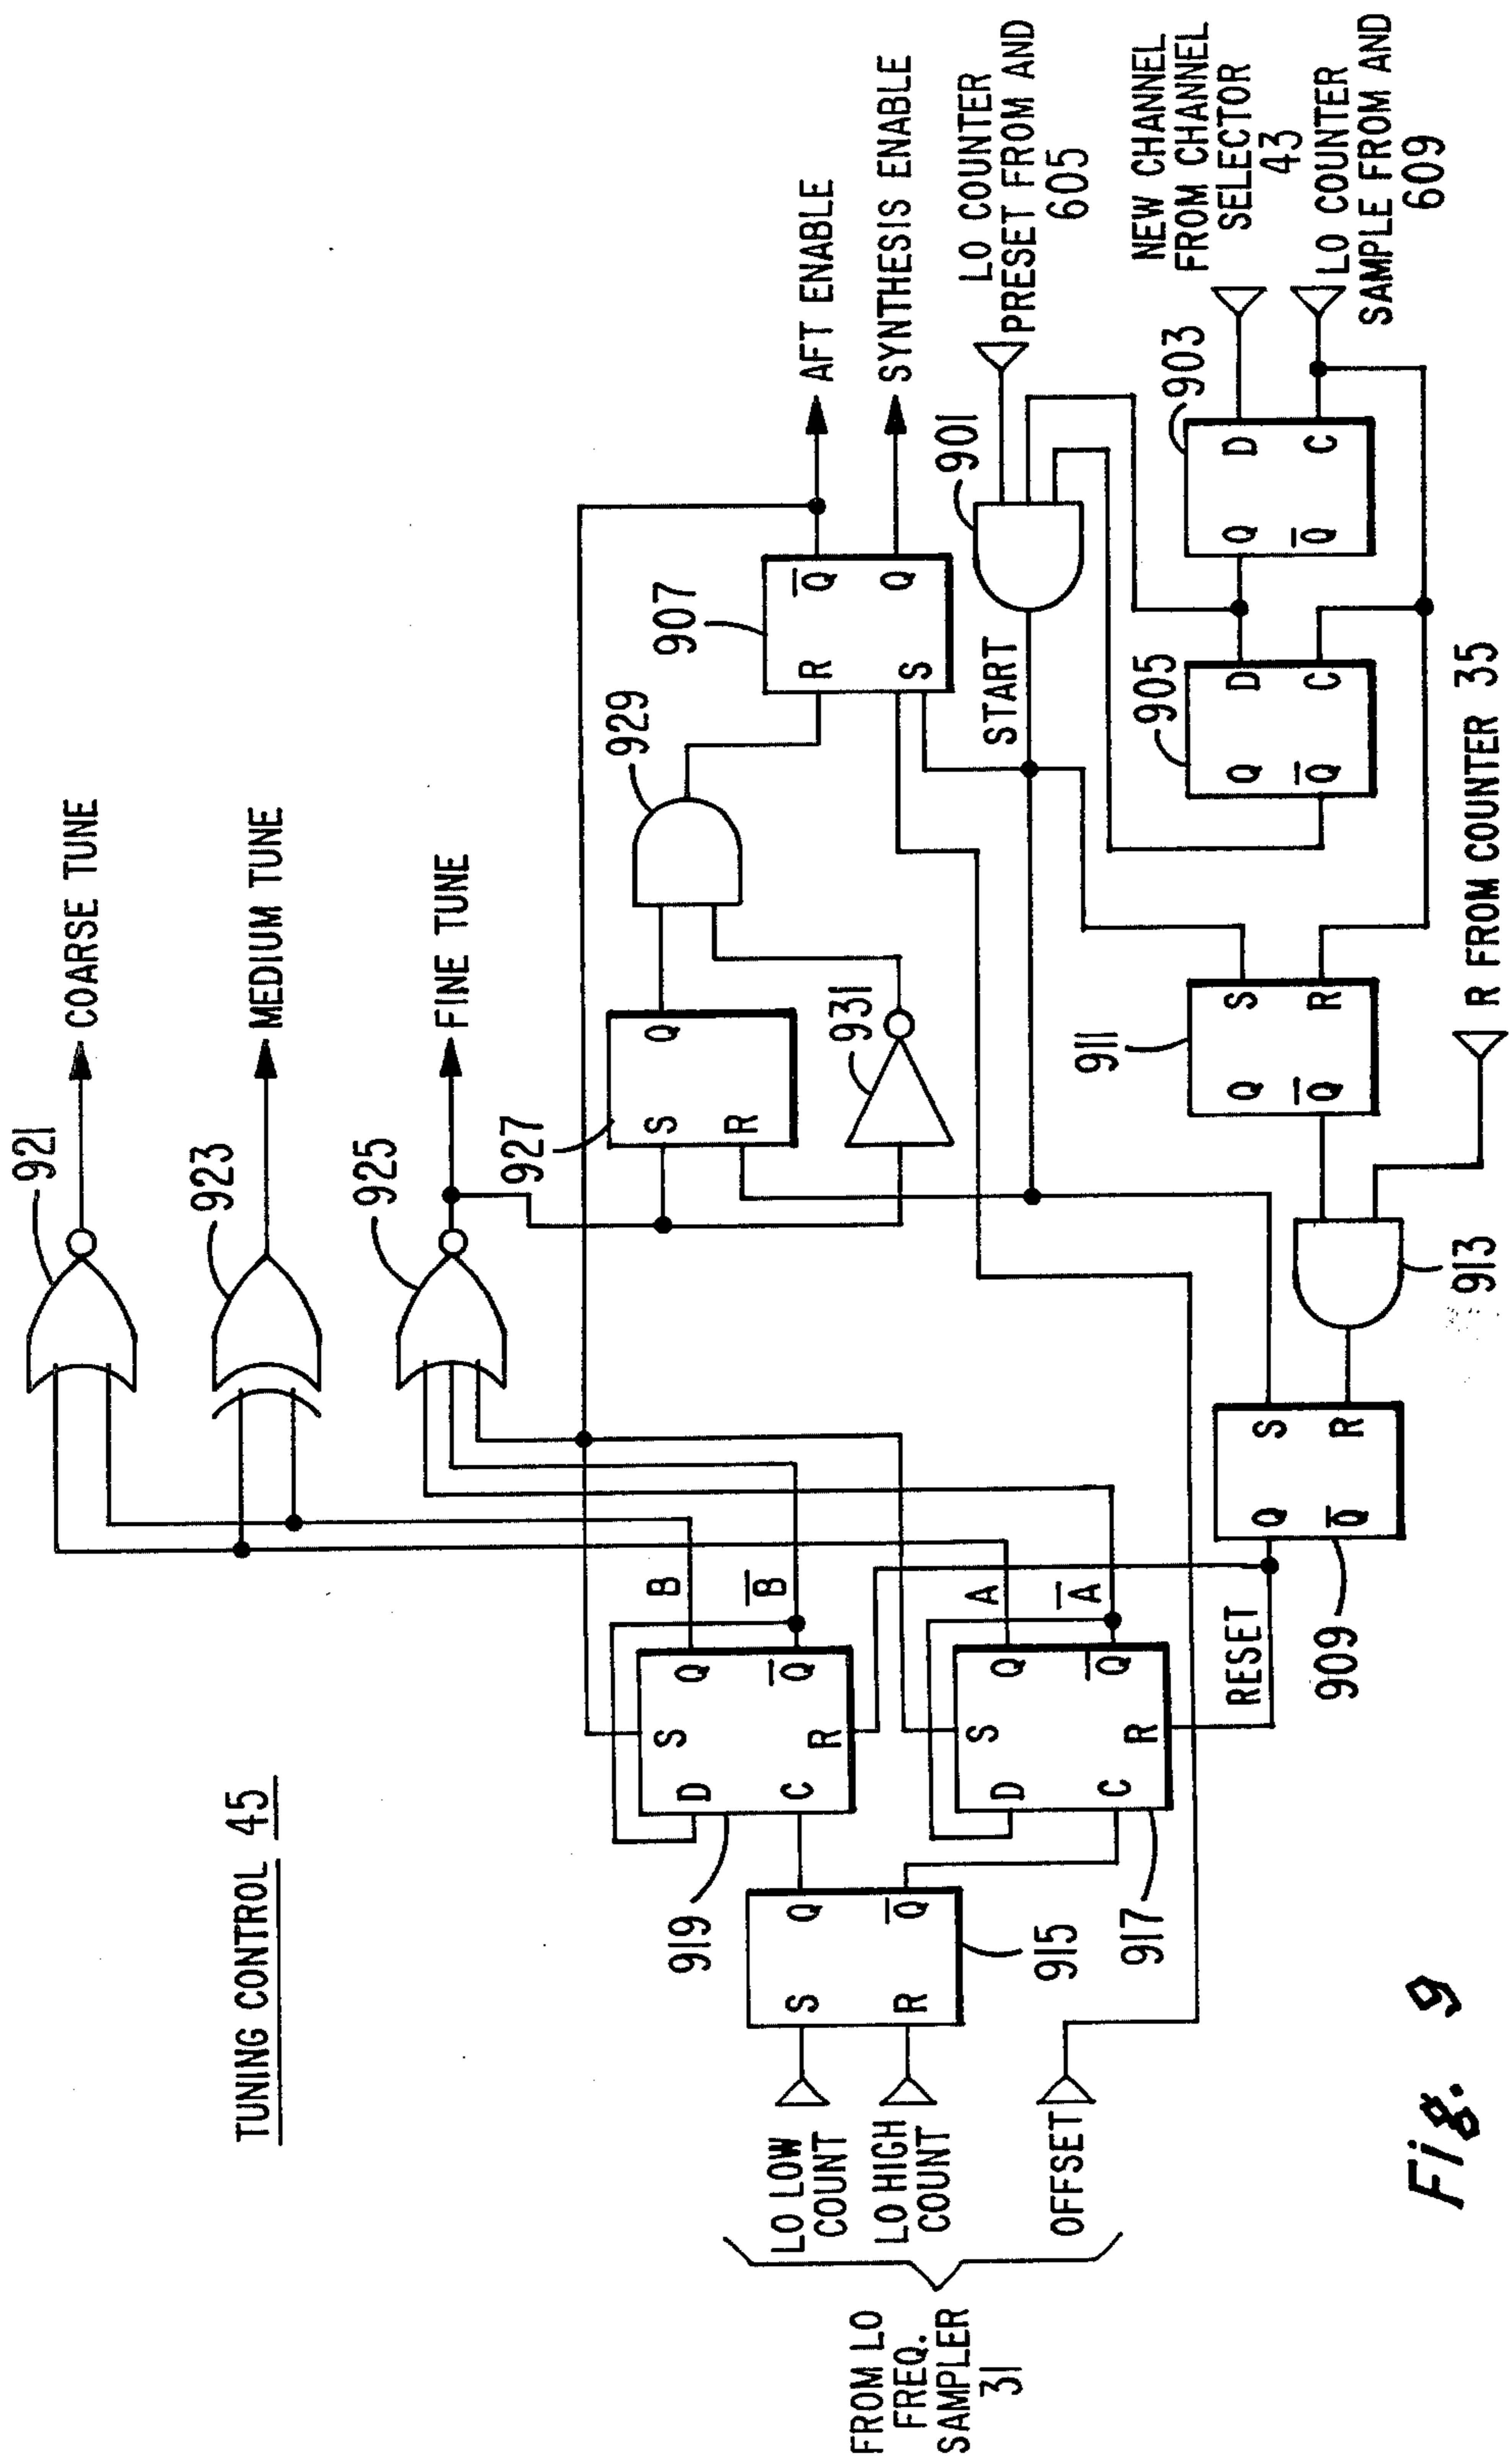 TUNING CONTROL 45
921
COARSE TUNE
923
MEDIUM TUNE
925
FINE TUNE
927
S
R
Q
929
931
907
R
S
Q̅
Q
AFT ENABLE
SYNTHESIS ENABLE
START
901
LO COUNTER
PRESET FROM AND
605
NEW CHANNEL
FROM CHANNEL
SELECTOR
43
LO COUNTER
SAMPLE FROM AND
609
903
Q
Q̅
D
C
905
Q
Q̅
D
C
911
Q
Q̅
S
R
R FROM COUNTER 35
913
909
Q
Q̅
S
R
RESET
919
D
C
S
R
Q
Q̅
B
B̅
917
D
C
S
R
Q
Q̅
A
A̅
915
S
R
Q
Q̅
LO LOW
COUNT
LO HIGH
COUNT
OFFSET
FROM LO
FREQ.
SAMPLER
31
Fig. 9